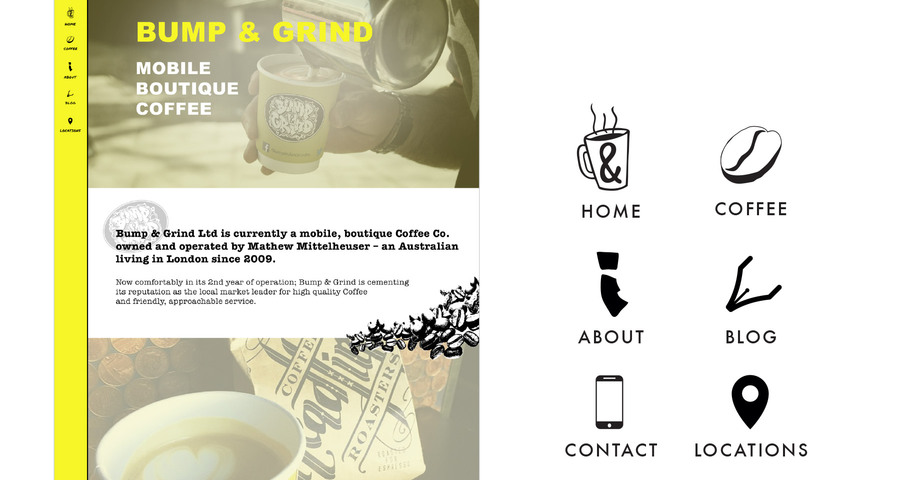 HOME
COFFEE
ABOUT
BLOG
LOCATIONS
BUMP & GRIND
MOBILE
BOUTIQUE
COFFEE
BUMP
&
GRIND
Bump & Grind Ltd is currently a mobile, boutique Coffee Co.
owned and operated by Mathew Mittelheuser – an Australian
living in London since 2009.
Now comfortably in its 2nd year of operation; Bump & Grind is cementing
its reputation as the local market leader for high quality Coffee
and friendly, approachable service.
COFFEE
ROASTERS
&
HOME
COFFEE
ABOUT
BLOG
CONTACT
LOCATIONS